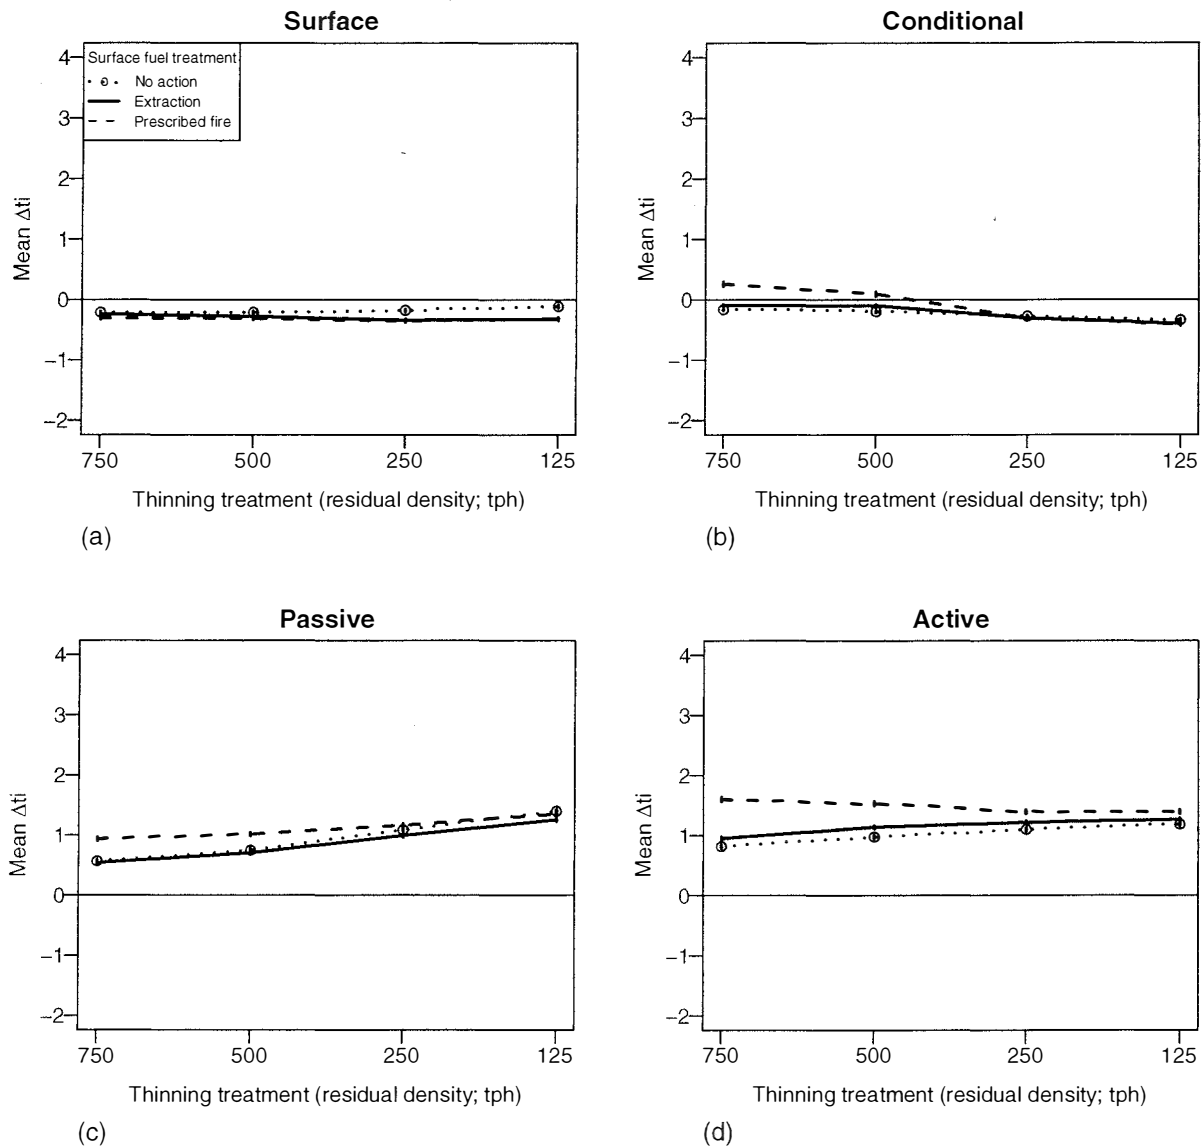 Surface
Conditional
4
3
2
1
0
−1
−2
Mean Δti
Surface fuel treatment
No action
Extraction
Prescribed fire
750 500 250 125
Thinning treatment (residual density; tph)
(a)
4
3
2
1
0
−1
−2
Mean Δti
750 500 250 125
Thinning treatment (residual density; tph)
(b)
Passive
4
3
2
1
0
−1
−2
Mean Δti
750 500 250 125
Thinning treatment (residual density; tph)
(c)
Active
4
3
2
1
0
−1
−2
Mean Δti
750 500 250 125
Thinning treatment (residual density; tph)
(d)